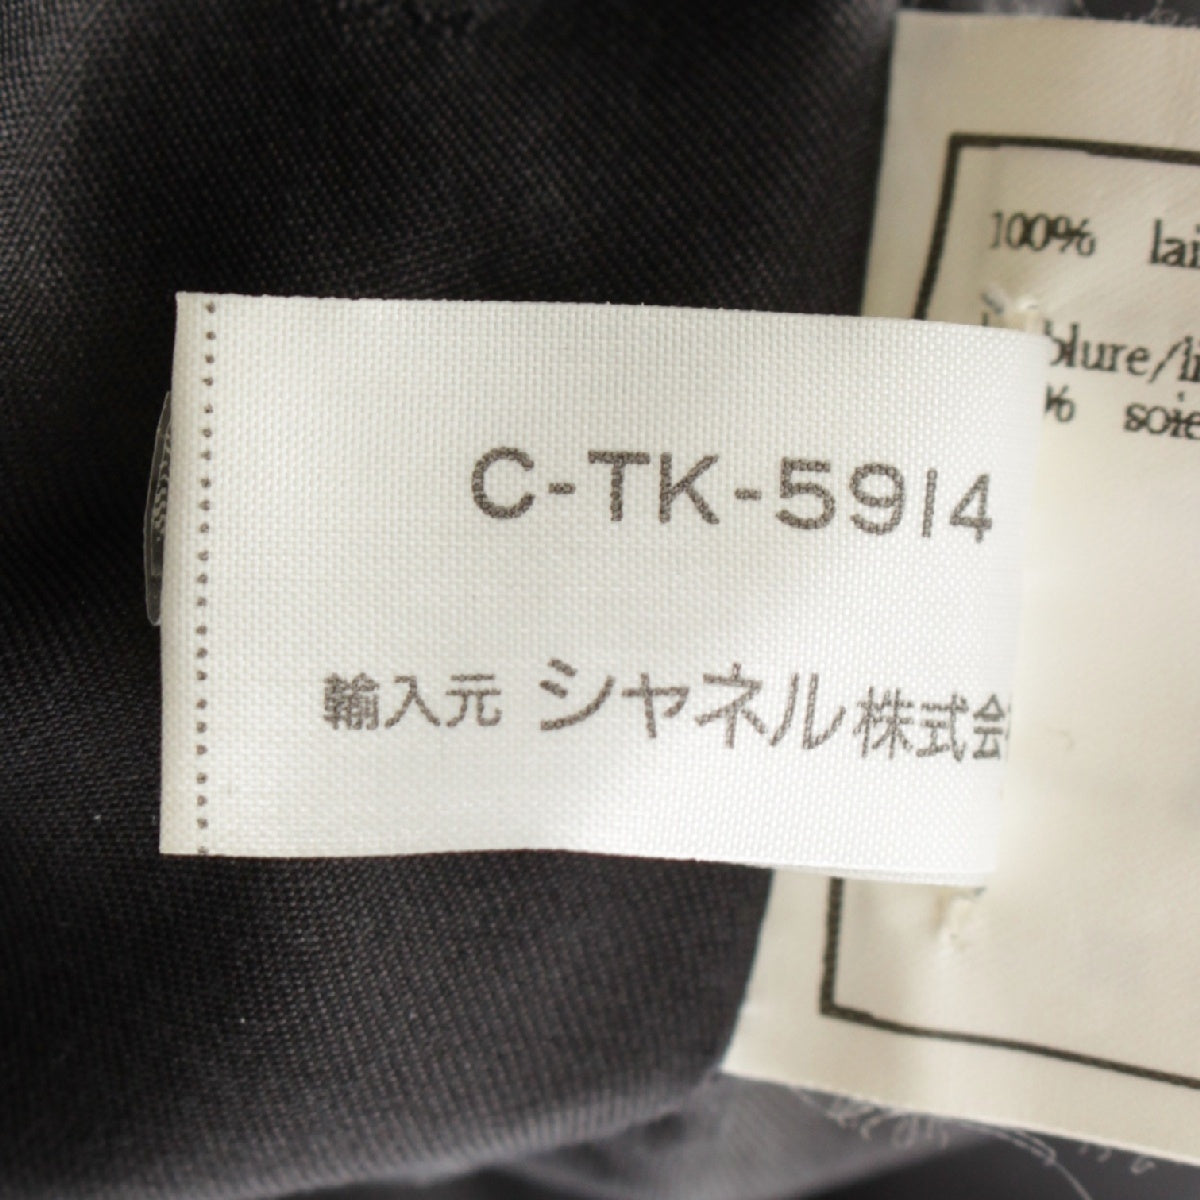 C-TK-5914
輸入元 シャネル株式会
100% lai
blure/li
% soie